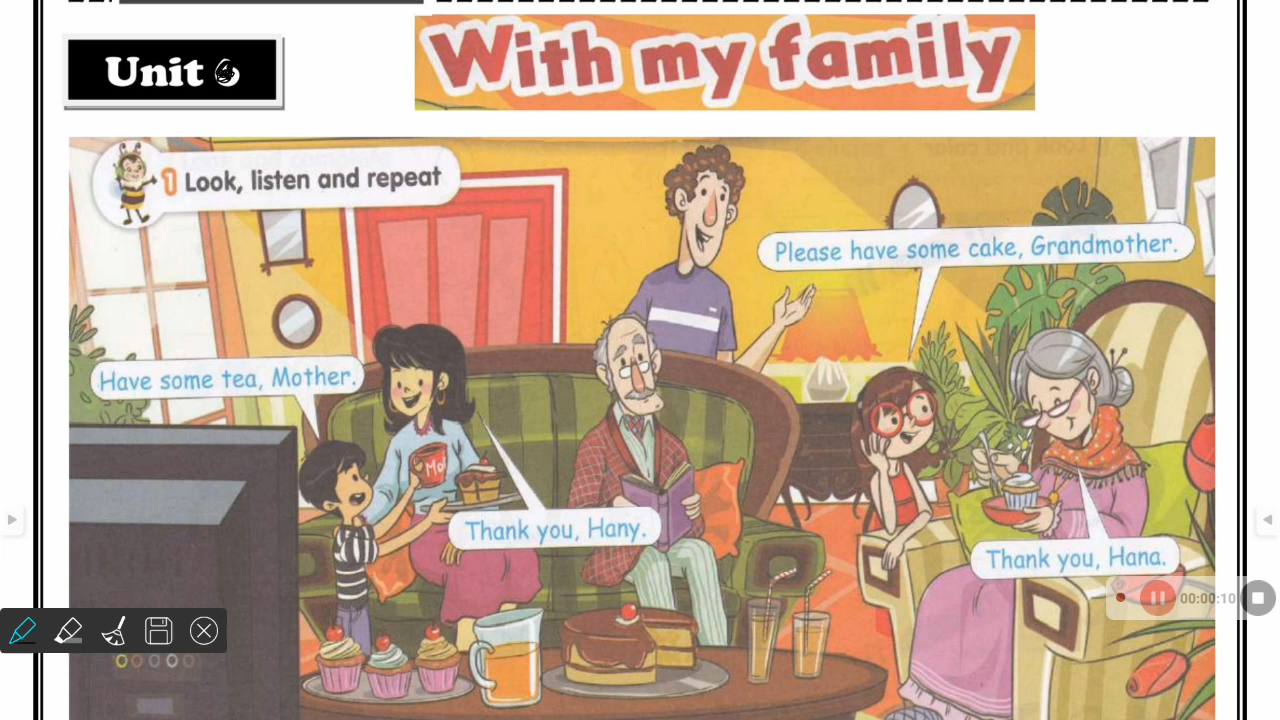 Unit 6
With my family
1 Look, listen and repeat
Please have some cake, Grandmother.
Have some tea, Mother.
Mo
Thank you, Hany.
Thank you, Hana.
00:00:10